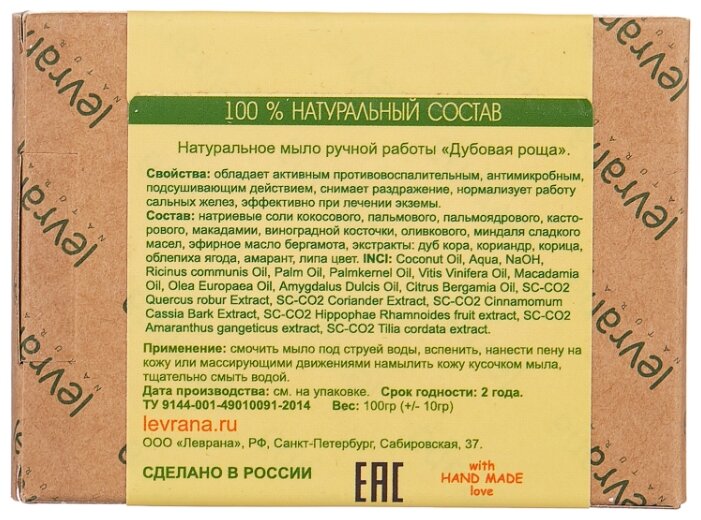 100 % НАТУРАЛЬНЫЙ СОСТАВ
Натуральное мыло ручной работы «Дубовая роща».
Свойства: обладает активным противовоспалительным, антимикробным,
подсушивающим действием, снимает раздражение, нормализует работу
сальных желез, эффективно при лечении экземы.
Состав: натриевые соли кокосового, пальмового, пальмоядрового, касто-
рового, макадамии, виноградной косточки, оливкового, миндаля сладкого
масел, эфирное масло бергамота, экстракты: дуб кора, кориандр, корица,
облепиха ягода, амарант, липа цвет. INCI: Coconut Oil, Aqua, NaOH,
Ricinus communis Oil, Palm Oil, Palmkernel Oil, Vitis Vinifera Oil, Macadamia
Oil, Olea Europaea Oil, Amygdalus Dulcis Oil, Citrus Bergamia Oil, SC-CO2
Quercus robur Extract, SC-CO2 Coriander Extract, SC-CO2 Cinnamomum
Cassia Bark Extract, SC-CO2 Hippophae Rhamnoides fruit extract, SC-CO2
Amaranthus gangeticus extract, SC-CO2 Tilia cordata extract.
Применение: смочить мыло под струей воды, вспенить, нанести пену на
кожу или массирующими движениями намылить кожу кусочком мыла,
тщательно смыть водой.
Дата производства: см. на упаковке. Срок годности: 2 года.
ТУ 9144-001-49010091-2014 Вес: 100гр (+/- 10гр)
levrana.ru
ООО «Леврана», РФ, Санкт-Петербург, Сабировская, 37.
СДЕЛАНО В РОССИИ
EAC
with
HAND MADE
love
levrana
NATURA
levrana
levrana
levrana